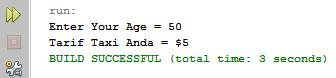 run:
Enter Your Age = 50
Tarif Taxi Anda = $5
BUILD SUCCESSFUL (total time: 3 seconds)